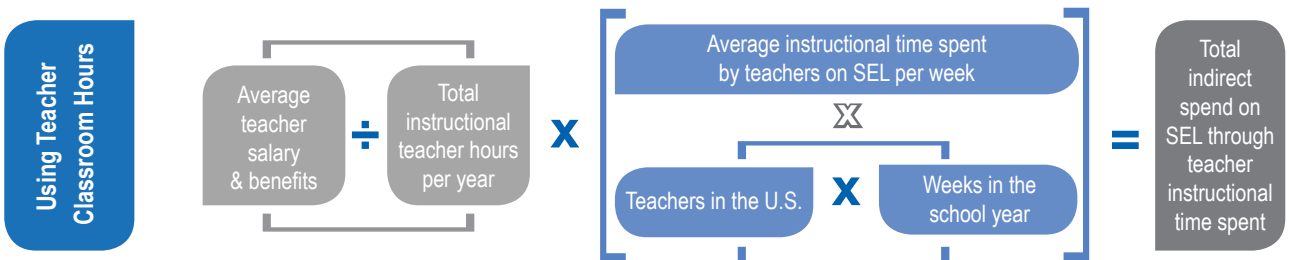 Using Teacher
Classroom Hours
Average
teacher
salary
& benefits
÷
Total
instructional
teacher hours
per year
x
Average instructional time spent
by teachers on SEL per week
x
Teachers in the U.S.
x
Weeks in the
school year
=
Total
indirect
spend on
SEL through
teacher
instructional
time spent